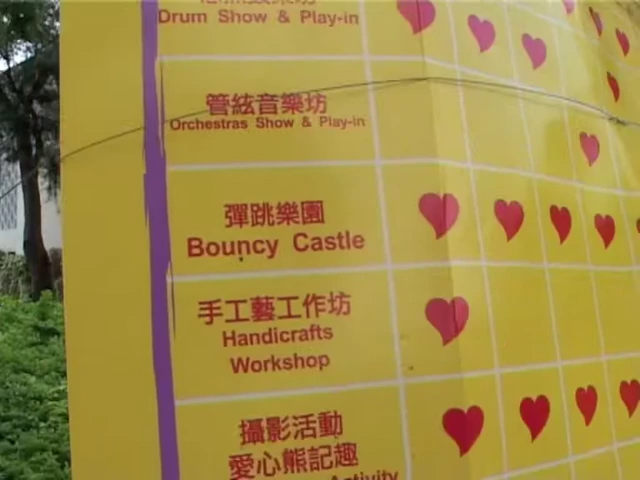 Drum Show & Play-in
管絃音樂坊
Orchestras Show & Play-in
彈跳樂園
Bouncy Castle
手工藝工作坊
Handicrafts
Workshop
攝影活動
愛心熊記趣
Activity